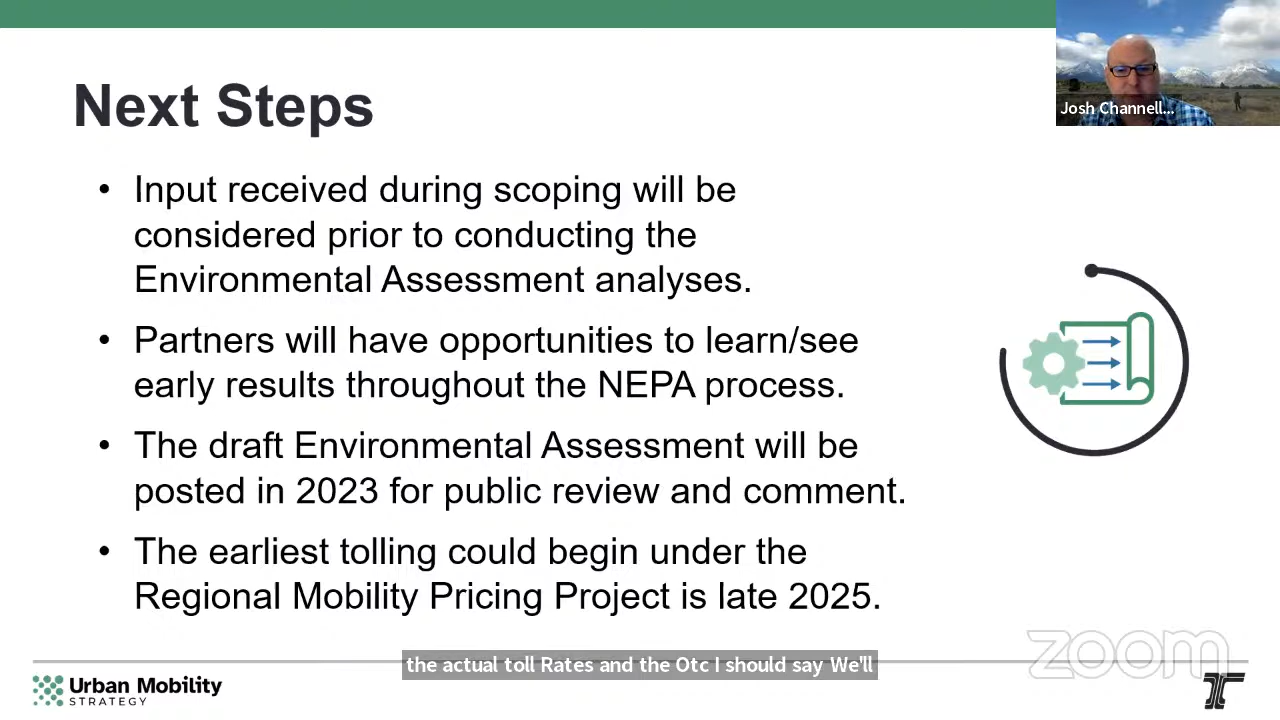 Next Steps
Josh Channell...
• Input received during scoping will be
considered prior to conducting the
Environmental Assessment analyses.
• Partners will have opportunities to learn/see
early results throughout the NEPA process.
• The draft Environmental Assessment will be
posted in 2023 for public review and comment.
• The earliest tolling could begin under the
Regional Mobility Pricing Project is late 2025.
zoom
the actual toll Rates and the Otc I should say We'll
Urban Mobility
STRATEGY